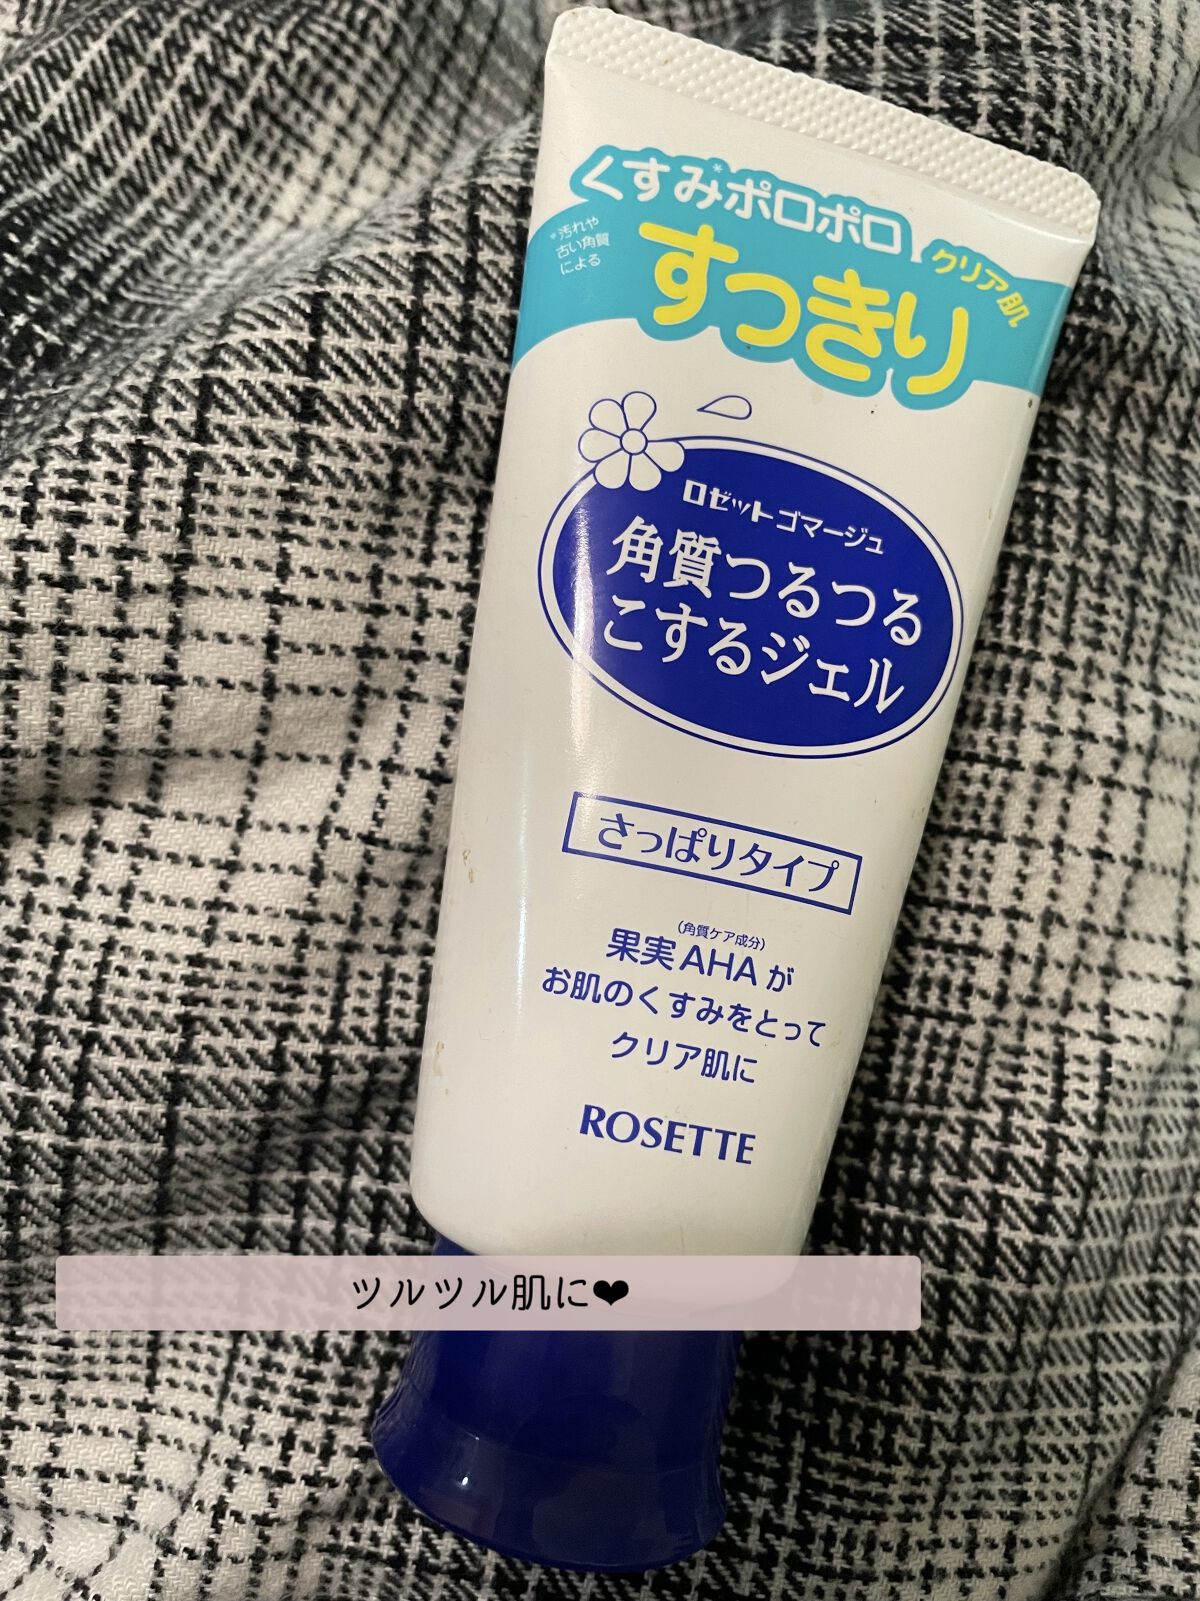 くすみ*ポロポロ
*汚れや
古い角質
による
すっきり
クリア肌
ロゼットゴマージュ
角質つるつる
こするジェル
さっぱりタイプ
(角質ケア成分)
果実AHAが
お肌のくすみをとって
クリア肌に
ROSETTE
ツルツル肌に❤